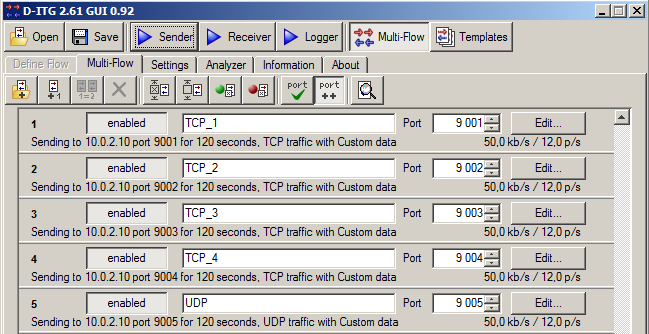 D-ITG 2.61 GUI 0.92
Open Save Sender Receiver Logger Multi-Flow Templates
Define Flow Multi-Flow Settings Analyzer Information About
+1 1=2 port port ++
1 enabled TCP_1 Port 9 001 Edit...
Sending to 10.0.2.10 port 9001 for 120 seconds, TCP traffic with Custom data 50,0 kb/s / 12,0 p/s
2 enabled TCP_2 Port 9 002 Edit...
Sending to 10.0.2.10 port 9002 for 120 seconds, TCP traffic with Custom data 50,0 kb/s / 12,0 p/s
3 enabled TCP_3 Port 9 003 Edit...
Sending to 10.0.2.10 port 9003 for 120 seconds, TCP traffic with Custom data 50,0 kb/s / 12,0 p/s
4 enabled TCP_4 Port 9 004 Edit...
Sending to 10.0.2.10 port 9004 for 120 seconds, TCP traffic with Custom data 50,0 kb/s / 12,0 p/s
5 enabled UDP Port 9 005 Edit...
Sending to 10.0.2.10 port 9005 for 120 seconds, UDP traffic with Custom data 50,0 kb/s / 12,0 p/s